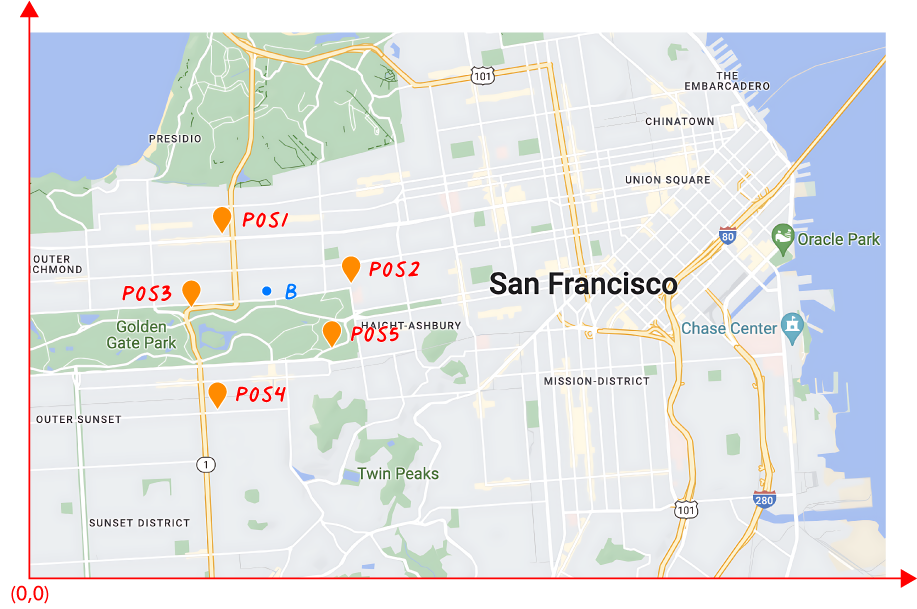 101
THE
EMBARCADERO
CHINATOWN
PRESIDIO
UNION SQUARE
POS1
80
Oracle Park
OUTER
ICHMOND
POS2
San Francisco
POS3
B
Golden
Gate Park
HAIGHT-ASHBURY
POS5
Chase Center
MISSION-DISTRICT
POS4
OUTER SUNSET
1
Twin Peaks
280
101
SUNSET DISTRICT
(0,0)